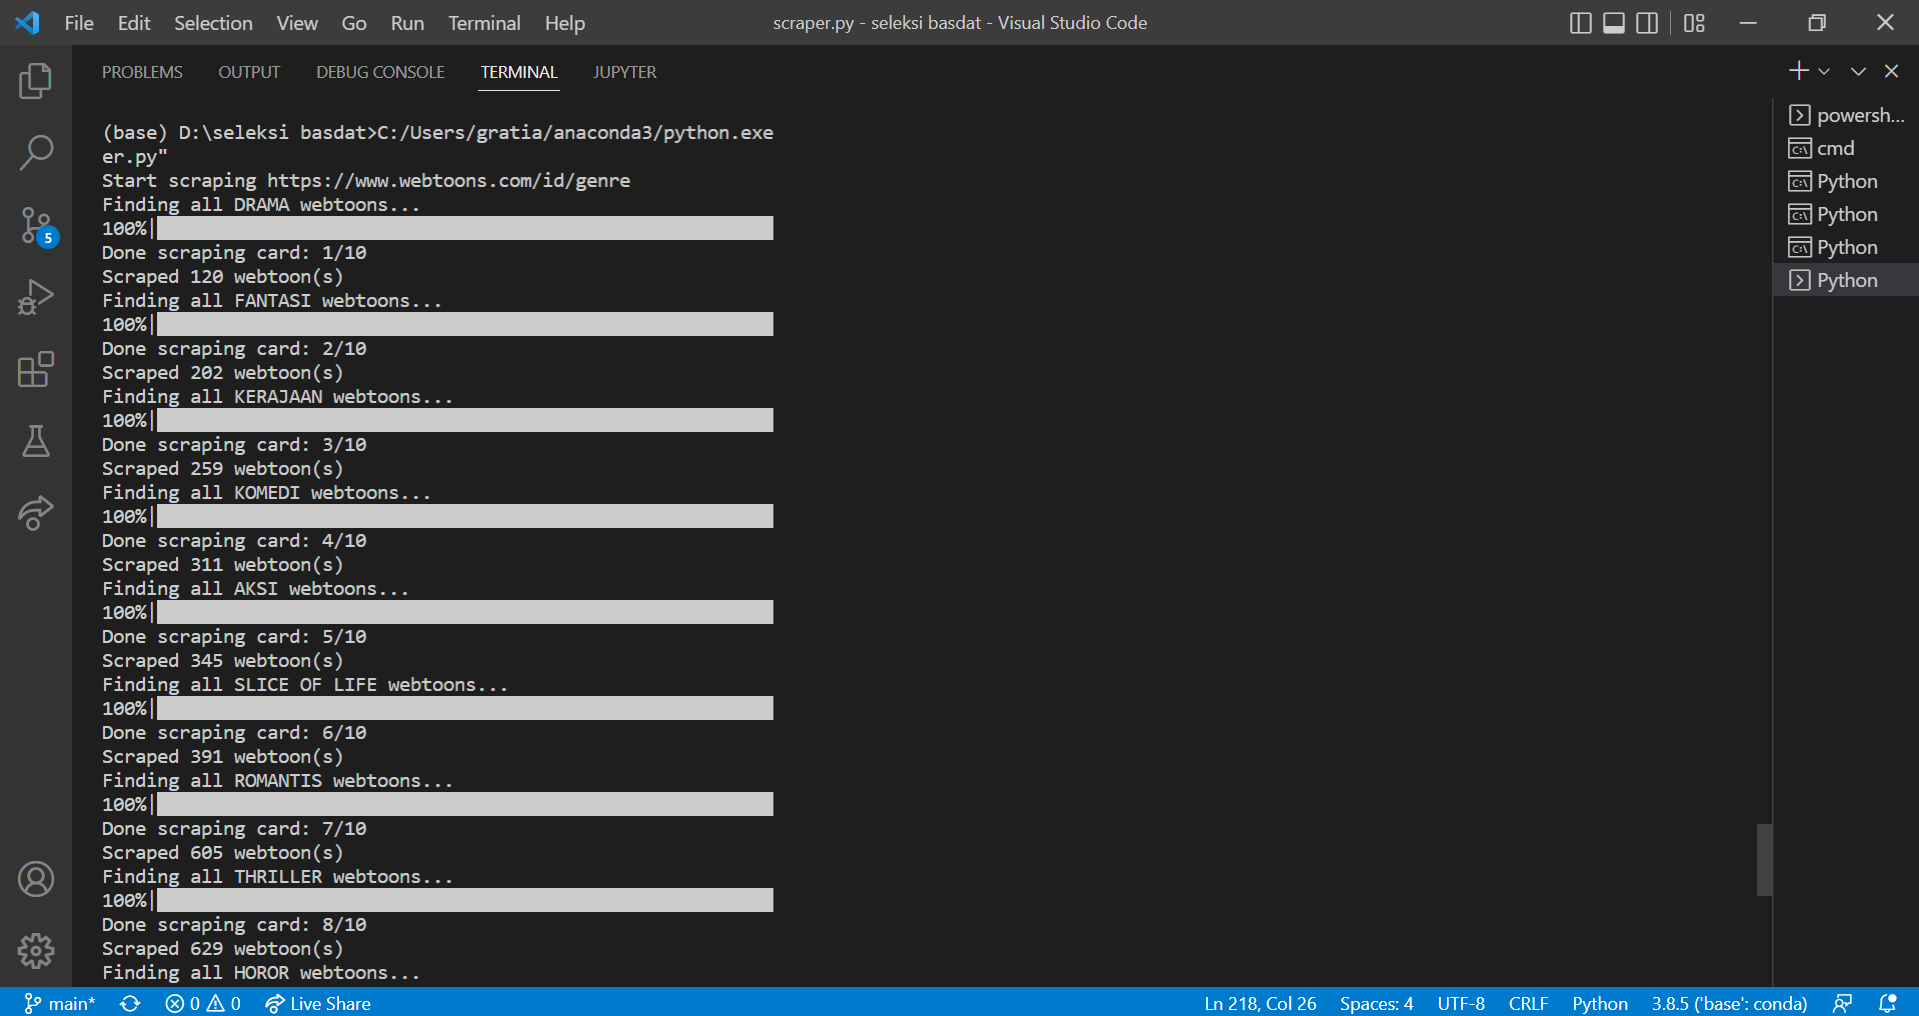 File Edit Selection View Go Run Terminal Help scraper.py - seleksi basdat - Visual Studio Code
PROBLEMS OUTPUT DEBUG CONSOLE TERMINAL JUPYTER
(base) D:\seleksi basdat>C:/Users/gratia/anaconda3/python.exe
er.py"
Start scraping https://www.webtoons.com/id/genre
Finding all DRAMA webtoons...
100%|
Done scraping card: 1/10
Scraped 120 webtoon(s)
Finding all FANTASI webtoons...
100%|
Done scraping card: 2/10
Scraped 202 webtoon(s)
Finding all KERAJAAN webtoons...
100%|
Done scraping card: 3/10
Scraped 259 webtoon(s)
Finding all KOMEDI webtoons...
100%|
Done scraping card: 4/10
Scraped 311 webtoon(s)
Finding all AKSI webtoons...
100%|
Done scraping card: 5/10
Scraped 345 webtoon(s)
Finding all SLICE OF LIFE webtoons...
100%|
Done scraping card: 6/10
Scraped 391 webtoon(s)
Finding all ROMANTIS webtoons...
100%|
Done scraping card: 7/10
Scraped 605 webtoon(s)
Finding all THRILLER webtoons...
100%|
Done scraping card: 8/10
Scraped 629 webtoon(s)
Finding all HOROR webtoons...
powersh...
cmd
Python
Python
Python
Python
5
main* 0 0 Live Share Ln 218, Col 26 Spaces: 4 UTF-8 CRLF Python 3.8.5 ('base': conda)